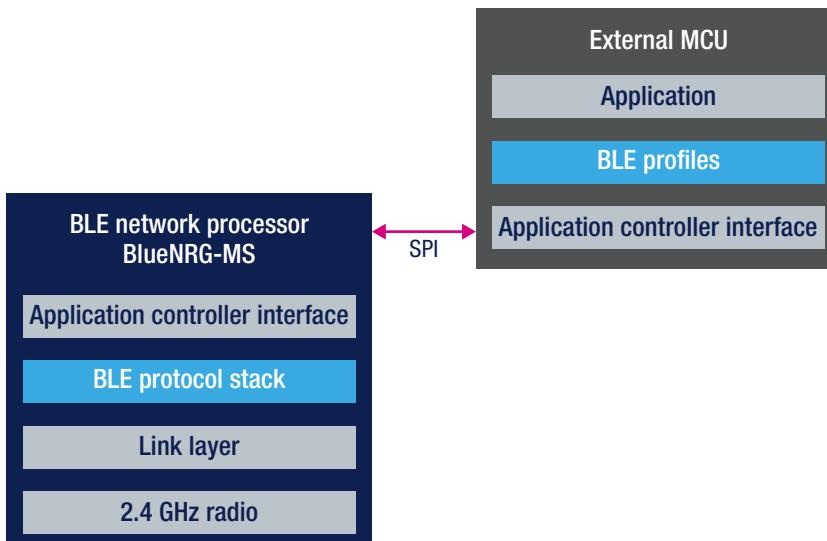 External MCU
Application
BLE profiles
Application controller interface
SPI
BLE network processor
BlueNRG-MS
Application controller interface
BLE protocol stack
Link layer
2.4 GHz radio